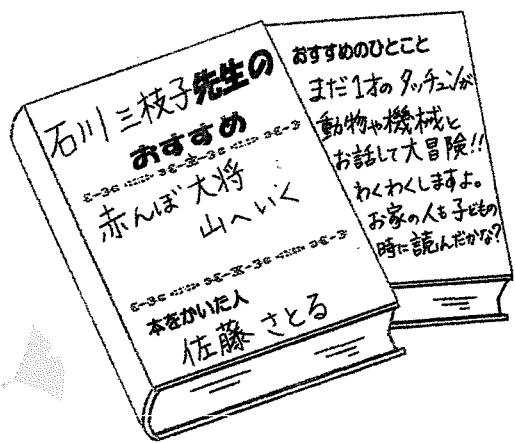 石川 三枝子先生の
おすすめ
赤んぼ 大将
山へいく
本をかいた人
佐藤 さとる
おすすめのひとこと
まだ1才の タッチュンが
動物や機械と
お話して大冒険!!
わくわくしますよ。
お家の人も子どもの
時に読んだかな?